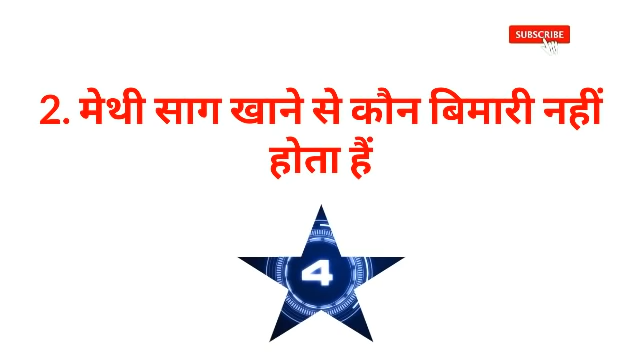 SUBSCRIBE
2. मेथी साग खाने से कौन बिमारी नहीं
होता हैं
4